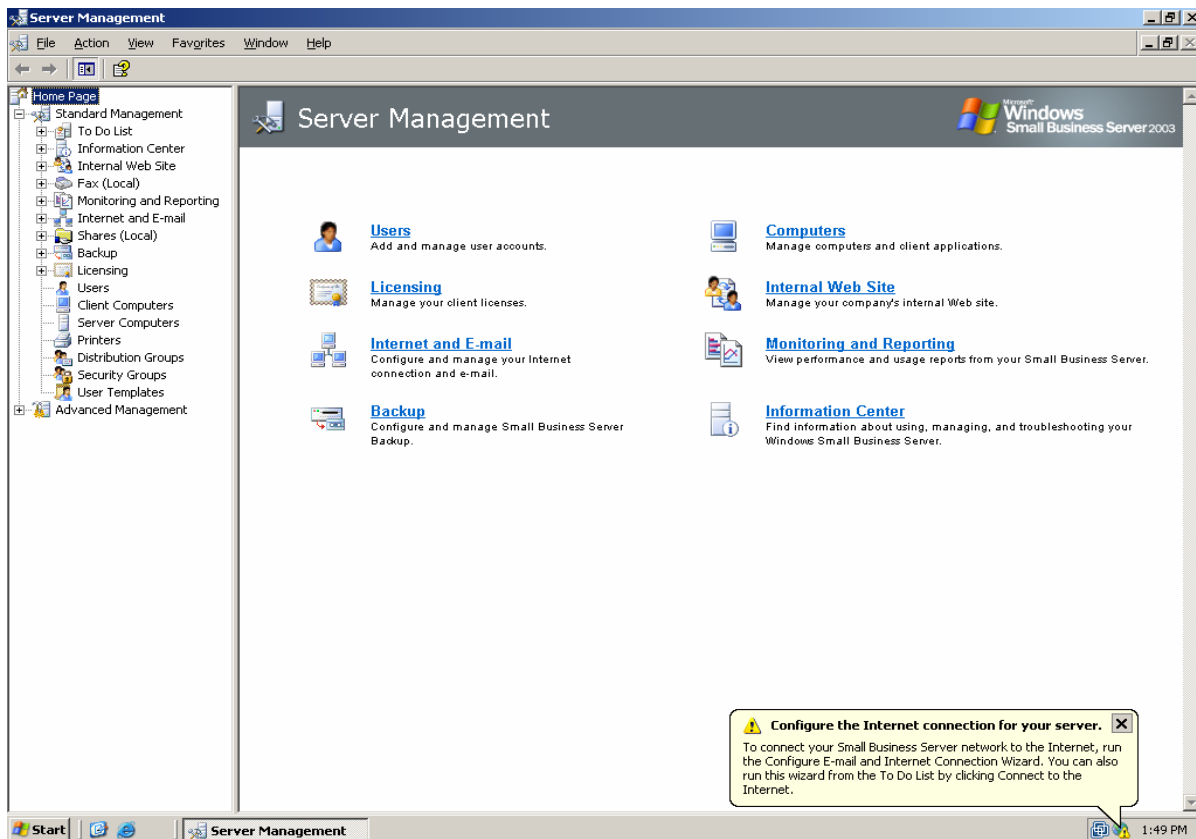 Server Management
File Action View Favorites Window Help
Home Page
Standard Management
To Do List
Information Center
Internal Web Site
Fax (Local)
Monitoring and Reporting
Internet and E-mail
Shares (Local)
Backup
Licensing
Users
Client Computers
Server Computers
Printers
Distribution Groups
Security Groups
User Templates
Advanced Management
Server Management
Microsoft
Windows
Small Business Server 2003
Users
Add and manage user accounts.
Computers
Manage computers and client applications.
Licensing
Manage your client licenses.
Internal Web Site
Manage your company's internal Web site.
Internet and E-mail
Configure and manage your Internet
connection and e-mail.
Monitoring and Reporting
View performance and usage reports from your Small Business Server.
Backup
Configure and manage Small Business Server
Backup.
Information Center
Find information about using, managing, and troubleshooting your
Windows Small Business Server.
Configure the Internet connection for your server.
To connect your Small Business Server network to the Internet, run
the Configure E-mail and Internet Connection Wizard. You can also
run this wizard from the To Do List by clicking Connect to the
Internet.
Start
Server Management
1:49 PM